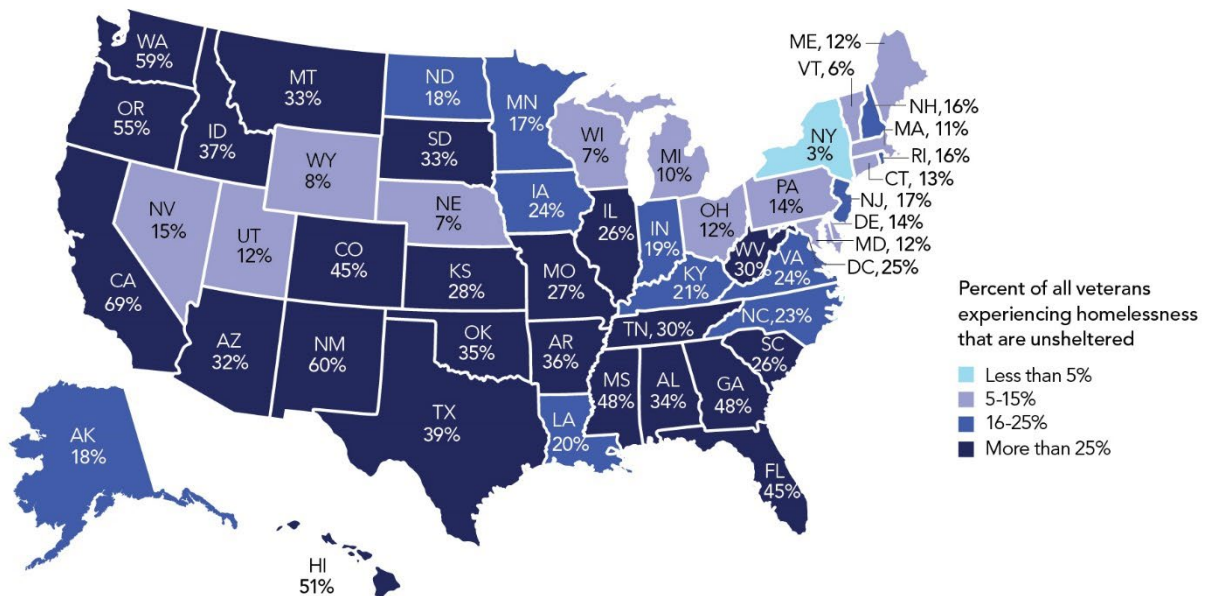 WA
59%
MT
33%
ND
18%
MN
17%
OR
55%
ID
37%
SD
33%
WY
8%
WI
7%
MI
10%
NY
3%
ME, 12%
VT, 6%
NH, 16%
MA, 11%
RI, 16%
CT, 13%
NJ, 17%
DE, 14%
MD, 12%
DC, 25%
PA
14%
NV
15%
UT
12%
NE
7%
IA
24%
IL
26%
IN
19%
OH
12%
WV
30%
VA
24%
CA
69%
CO
45%
KS
28%
MO
27%
KY
21%
NC, 23%
TN, 30%
AZ
32%
NM
60%
OK
35%
AR
36%
SC
26%
MS
48%
AL
34%
GA
48%
TX
39%
LA
20%
FL
45%
AK
18%
HI
51%
Percent of all veterans
experiencing homelessness
that are unsheltered
Less than 5%
5-15%
16-25%
More than 25%